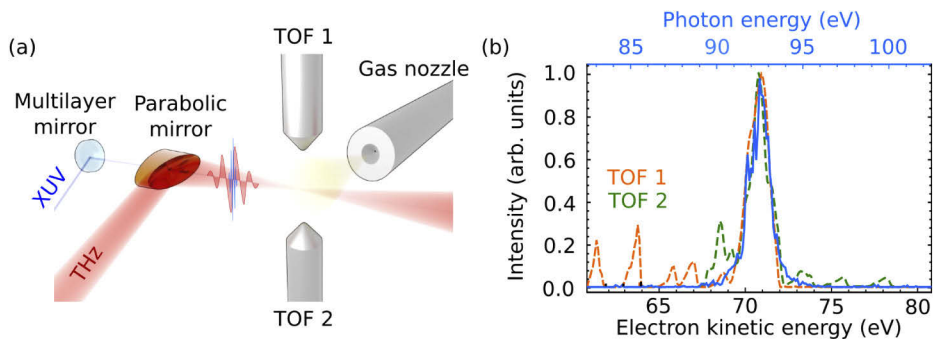 (a)
TOF 1
Gas nozzle
Multilayer
mirror
Parabolic
mirror
XUV
THz
TOF 2
(b)
Photon energy (eV)
85 90 95 100
Intensity (arb. units)
1.0
0.8
0.6
0.4
0.2
0.0
TOF 1
TOF 2
65 70 75 80
Electron kinetic energy (eV)